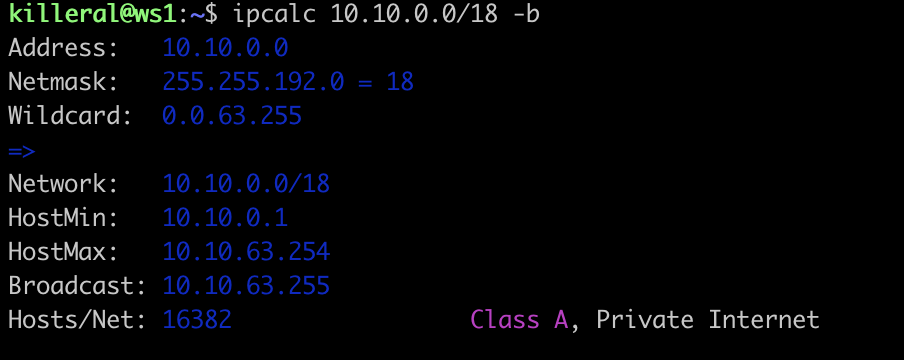 killeral@ws1:~$ ipcalc 10.10.0.0/18 -b
Address:   10.10.0.0
Netmask:   255.255.192.0 = 18
Wildcard:  0.0.63.255
=>
Network:   10.10.0.0/18
HostMin:   10.10.0.1
HostMax:   10.10.63.254
Broadcast: 10.10.63.255
Hosts/Net: 16382                 Class A, Private Internet